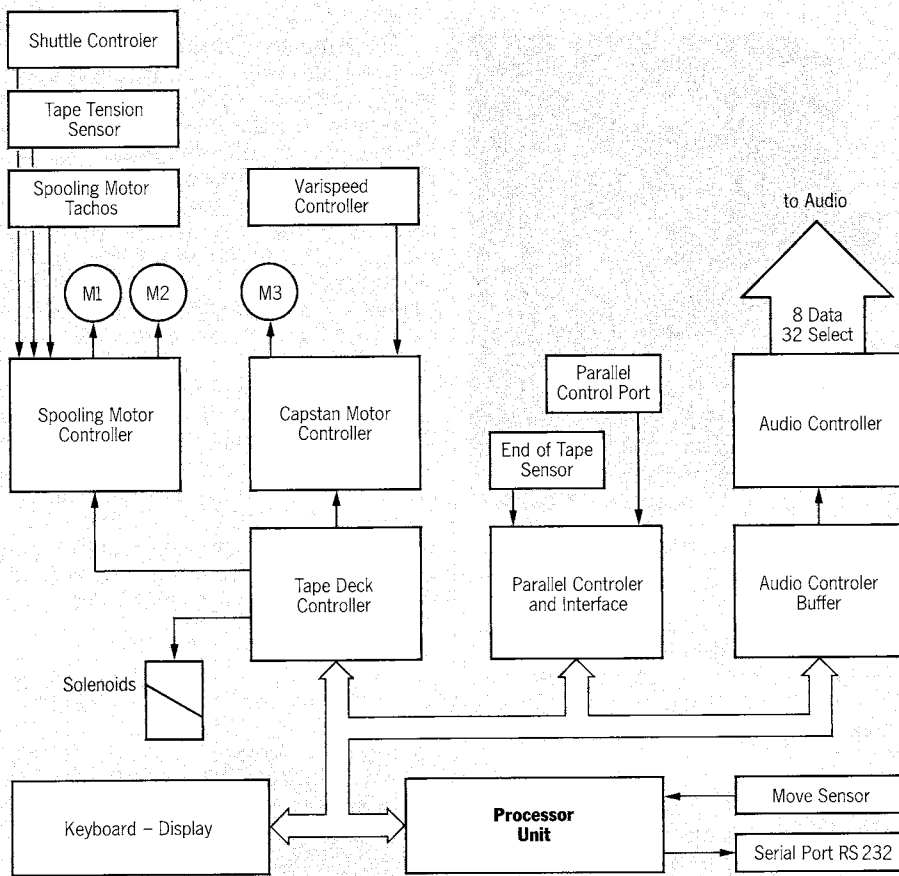 Shuttle Controler
Tape Tension
Sensor
Spooling Motor
Tachos
Varispeed
Controller
to Audio
M1
M2
M3
8 Data
32 Select
Spooling Motor
Controller
Capstan Motor
Controller
Parallel
Control Port
End of Tape
Sensor
Audio Controller
Tape Deck
Controller
Parallel Controler
and Interface
Audio Controler
Buffer
Solenoids
Keyboard – Display
Processor
Unit
Move Sensor
Serial Port RS 232